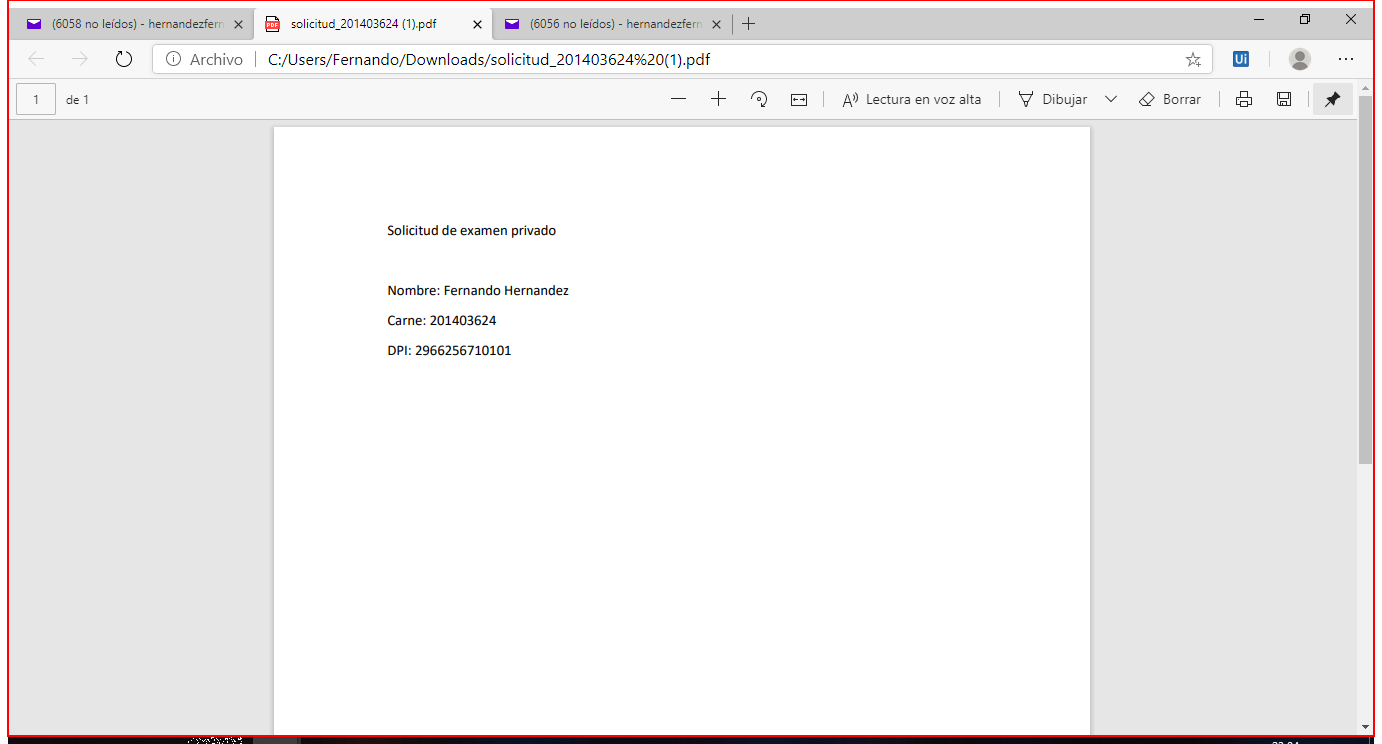 (6058 no leídos) - hernandezfern
solicitud_201403624 (1).pdf
(6056 no leídos) - hernandezfern
Archivo
C:/Users/Fernando/Downloads/solicitud_201403624%20(1).pdf
Ui
1 de 1
Lectura en voz alta
Dibujar
Borrar
Solicitud de examen privado
Nombre: Fernando Hernandez
Carne: 201403624
DPI: 2966256710101